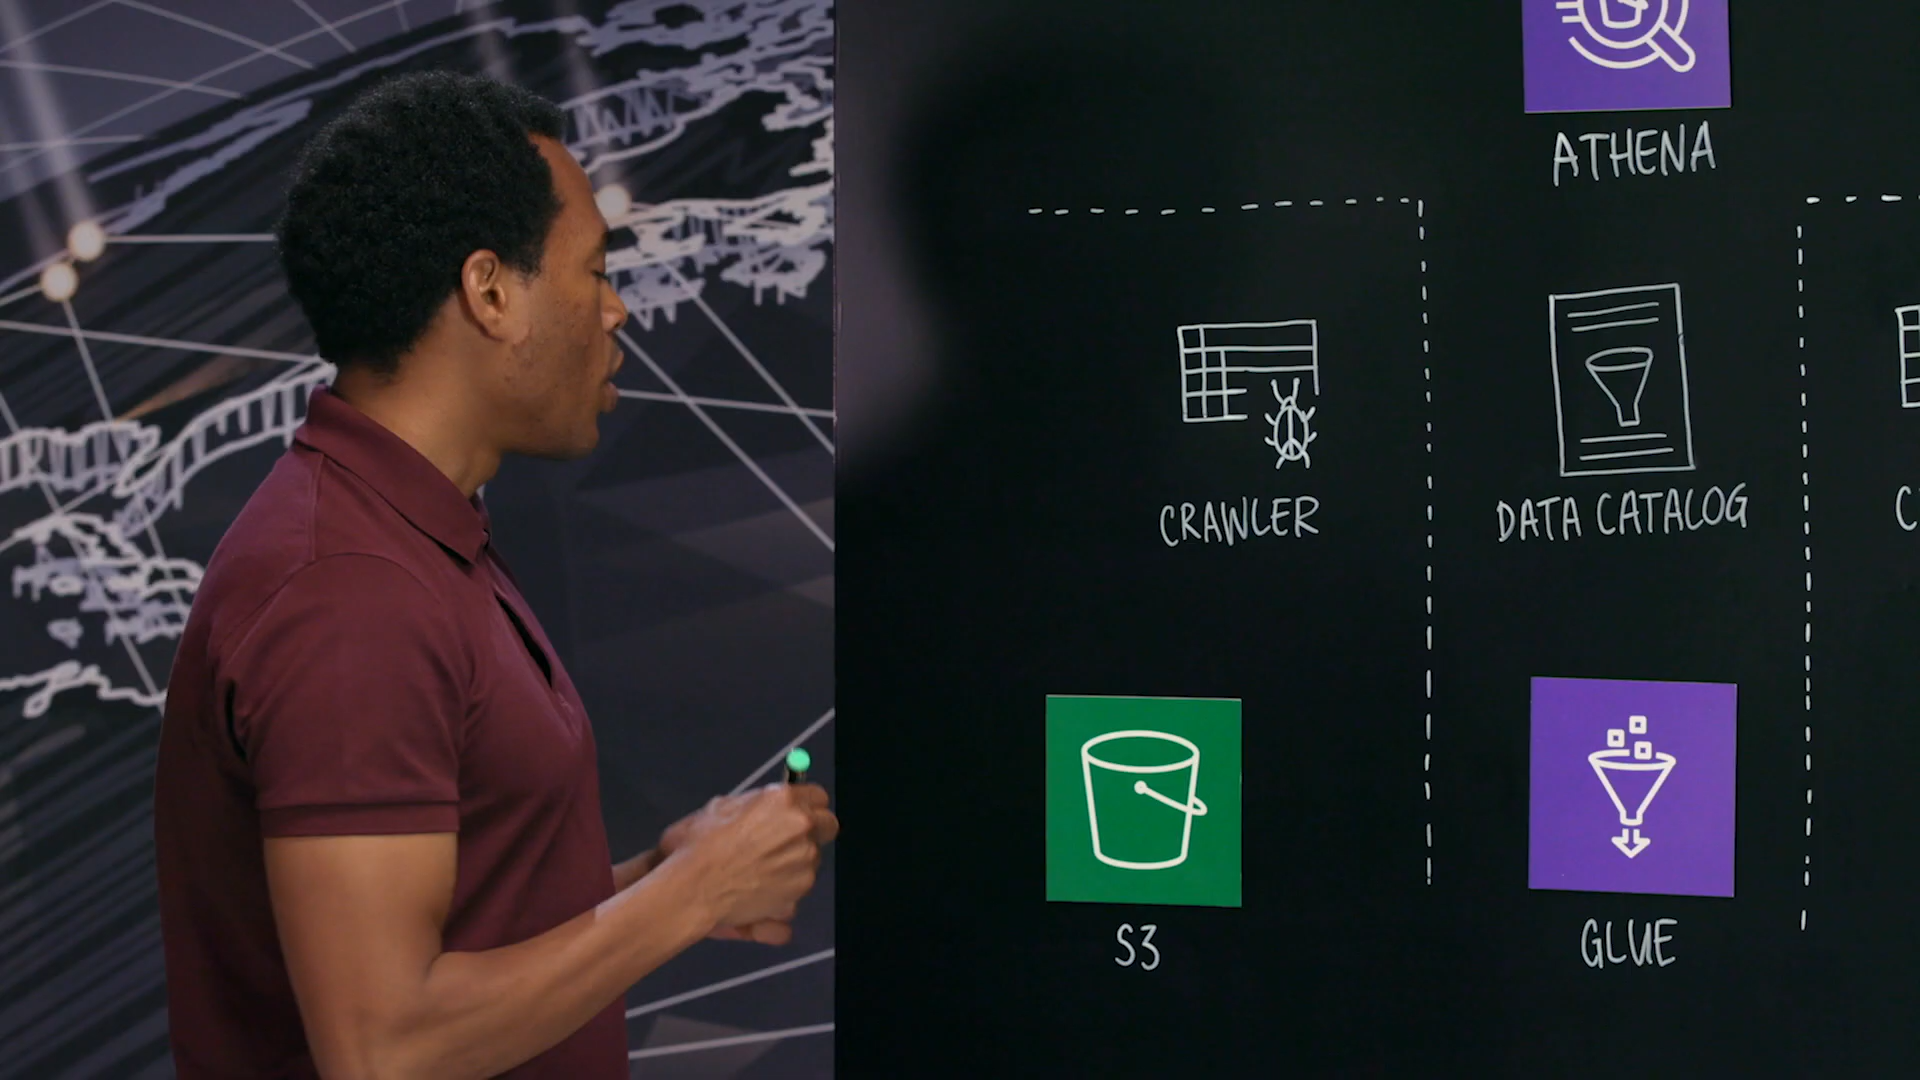 ATHENA
CRAWLER
DATA CATALOG
S3
GLUE